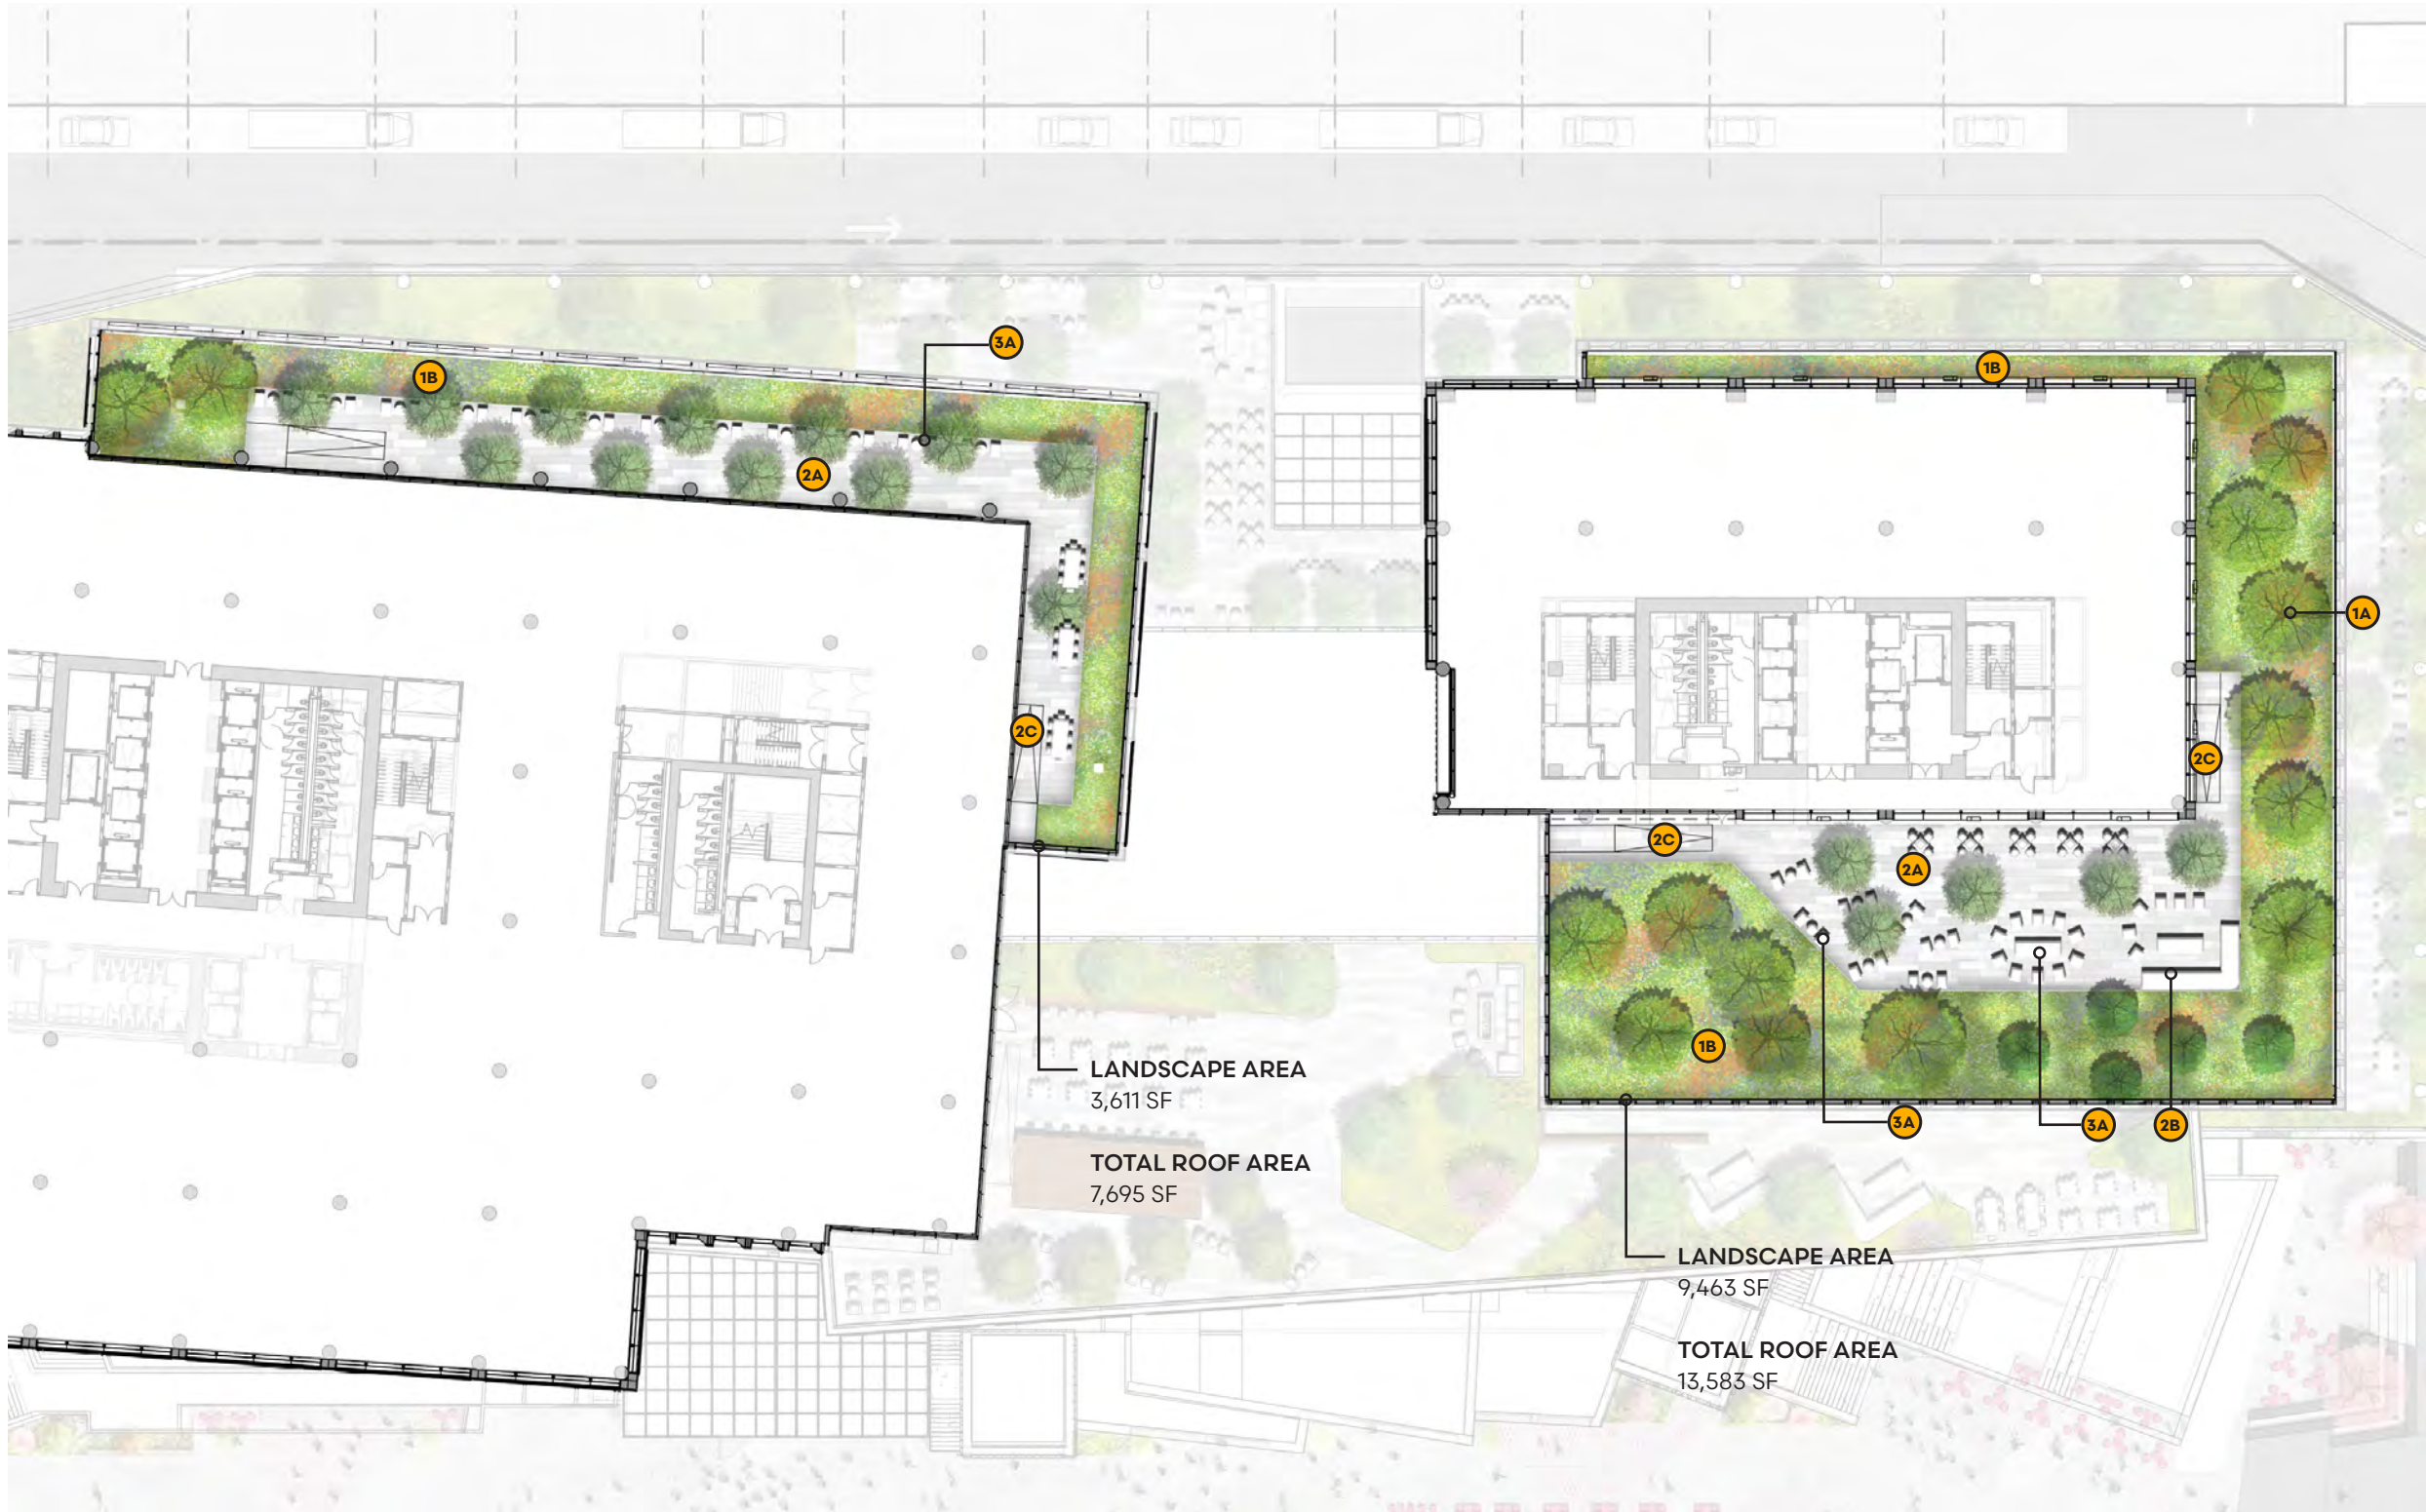 3A
1B
1B
2A
1A
2C
2C
2C
2A
1B
LANDSCAPE AREA
3,611 SF
TOTAL ROOF AREA
7,695 SF
3A
3A
2B
LANDSCAPE AREA
9,463 SF
TOTAL ROOF AREA
13,583 SF